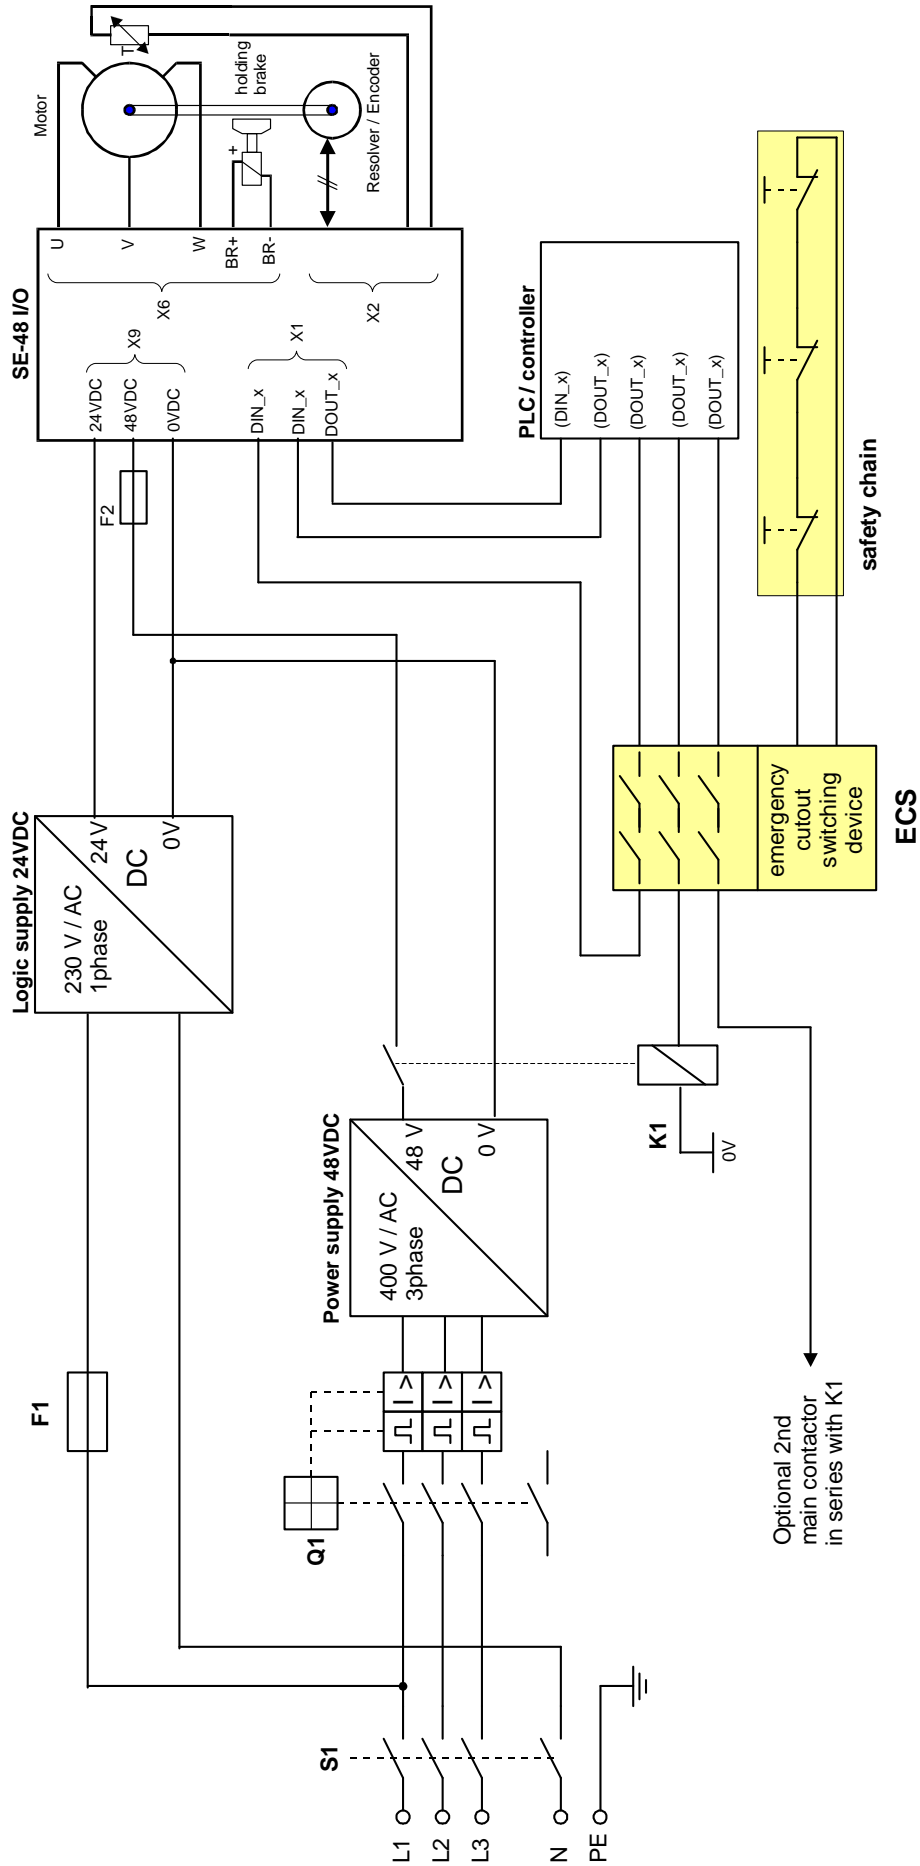 SE-48 I/O
Motor
T
holding
brake
+
Resolver / Encoder
U
V
W
BR+
BR-
X6
X2
X9
X1
24VDC
48VDC
0VDC
DIN_x
DIN_x
DOUT_x
F2
PLC / controller
(DIN_x)
(DOUT_x)
(DOUT_x)
(DOUT_x)
(DOUT_x)
safety chain
Logic supply 24VDC
230 V / AC
1phase
24V
DC
0V
emergency
cutout
switching
device
ECS
Power supply 48VDC
400 V / AC
3phase
48 V
DC
0 V
K1
0V
F1
I >
I >
I >
Q1
Optional 2nd
main contactor
in series with K1
S1
L1
L2
L3
N
PE